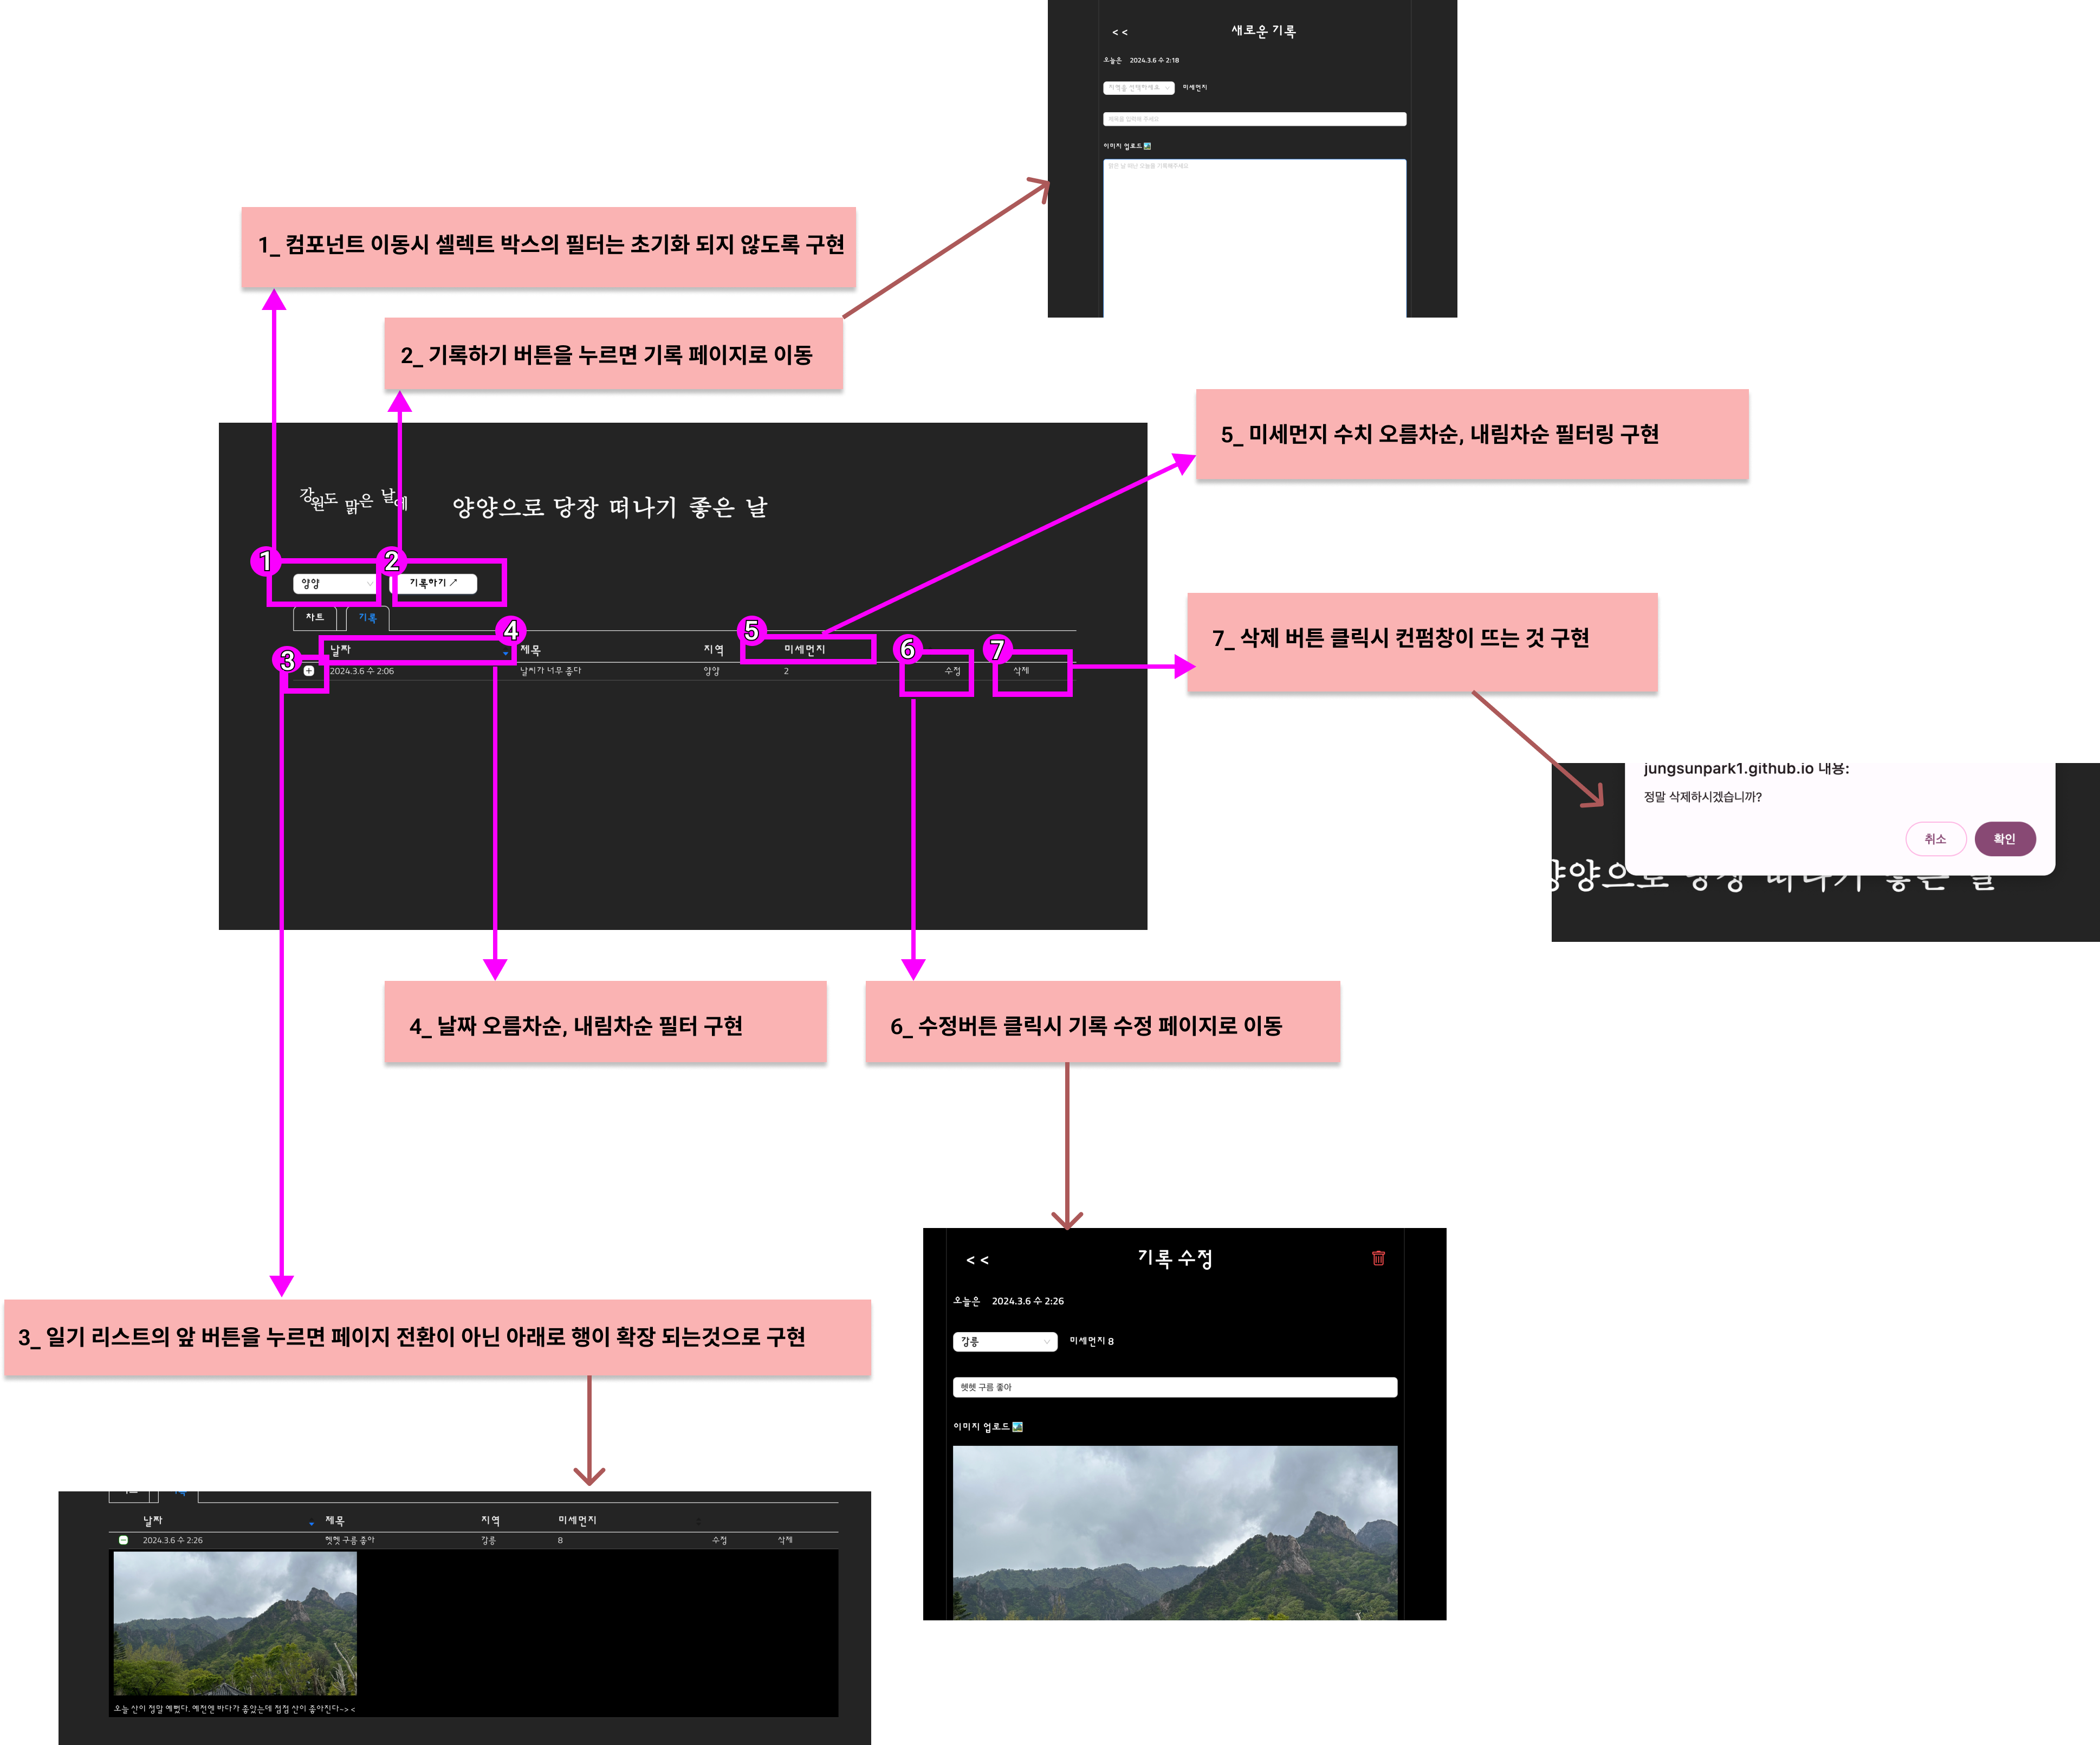 < <
새로운 기록
오늘은 2024.3.6 수 2:18
지역을 선택하세요
미세먼지
제목을 입력해 주세요
이미지 업로드
맑은 날 떠난 오늘을 기록해주세요
1_ 컴포넌트 이동시 셀렉트 박스의 필터는 초기화 되지 않도록 구현
2_ 기록하기 버튼을 누르면 기록 페이지로 이동
5_ 미세먼지 수치 오름차순, 내림차순 필터링 구현
강원도 맑은 날에
양양으로 당장 떠나기 좋은 날
1
2
양양
기록하기 ↗
차트
기록
3
4
5
6
7
날짜
제목
지역
미세먼지
2024.3.6 수 2:06
날씨가 너무 좋다
양양
2
수정
삭제
7_ 삭제 버튼 클릭시 컨펌창이 뜨는 것 구현
jungsunpark1.github.io 내용:
정말 삭제하시겠습니까?
취소
확인
양양으로 당장 떠나기 좋은 날
4_ 날짜 오름차순, 내림차순 필터 구현
6_ 수정버튼 클릭시 기록 수정 페이지로 이동
< <
기록 수정
오늘은 2024.3.6 수 2:26
강릉
미세먼지 8
헷헷 구름 좋아
이미지 업로드
3_ 일기 리스트의 앞 버튼을 누르면 페이지 전환이 아닌 아래로 행이 확장 되는것으로 구현
날짜
제목
지역
미세먼지
2024.3.6 수 2:26
헷헷 구름 좋아
강릉
8
수정
삭제
오늘 산이 정말 예뻤다. 예전엔 바다가 좋았는데 점점 산이 좋아진다~> <